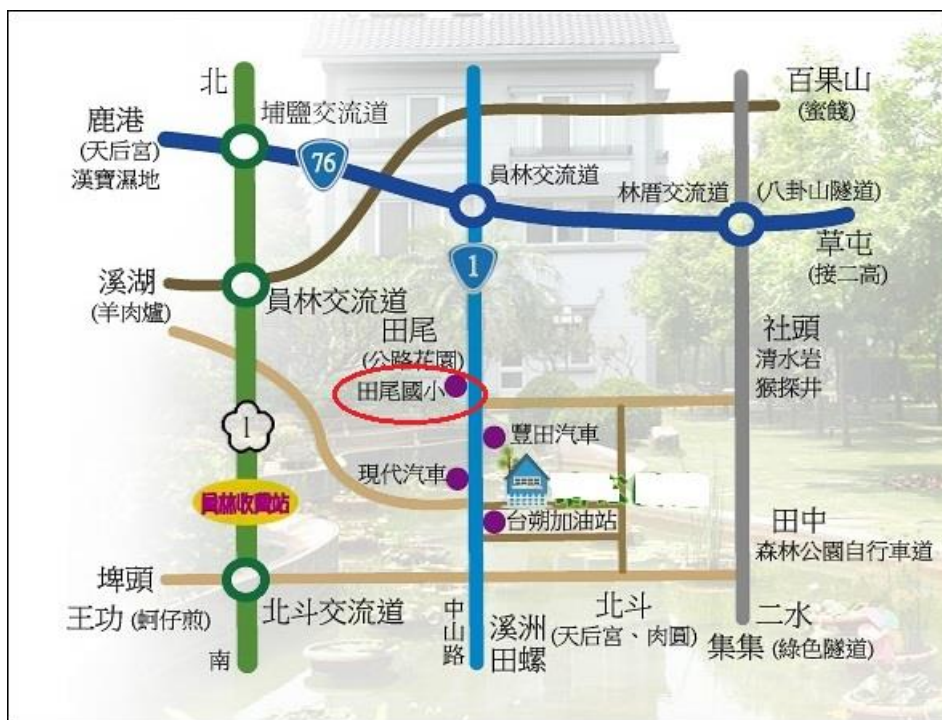 北
百果山
(蜜餞)
鹿港
(天后宮)
漢寶濕地
埔鹽交流道
76
員林交流道
林厝交流道
(八卦山隧道)
草屯
(接二高)
溪湖
(羊肉爐)
員林交流道
1
田尾
(公路花園)
田尾國小
社頭
清水岩
猴探井
1
豐田汽車
現代汽車
員林收費站
台朔加油站
田中
森林公園自行車道
埤頭
王功 (蚵仔煎)
北斗交流道
南
中山路
溪洲
田螺
北斗
(天后宮、肉圓)
二水
集集 (綠色隧道)